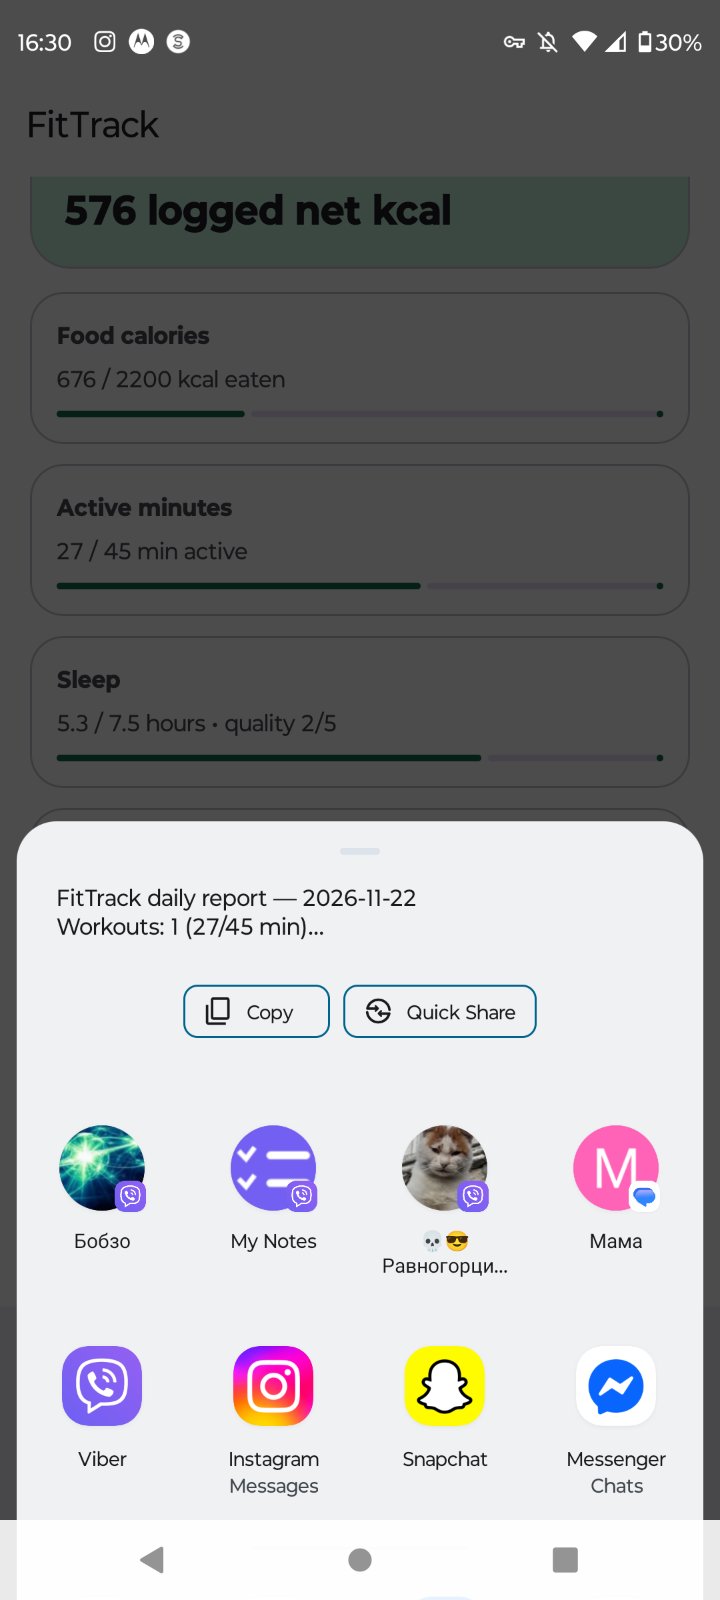 16:30
30%
FitTrack
576 logged net kcal
Food calories
676 / 2200 kcal eaten
Active minutes
27 / 45 min active
Sleep
5.3 / 7.5 hours • quality 2/5
FitTrack daily report — 2026-11-22
Workouts: 1 (27/45 min)...
Copy
Quick Share
Бобзо
My Notes
💀😎
Равногорци...
М
Мама
Viber
Instagram
Messages
Snapchat
Messenger
Chats